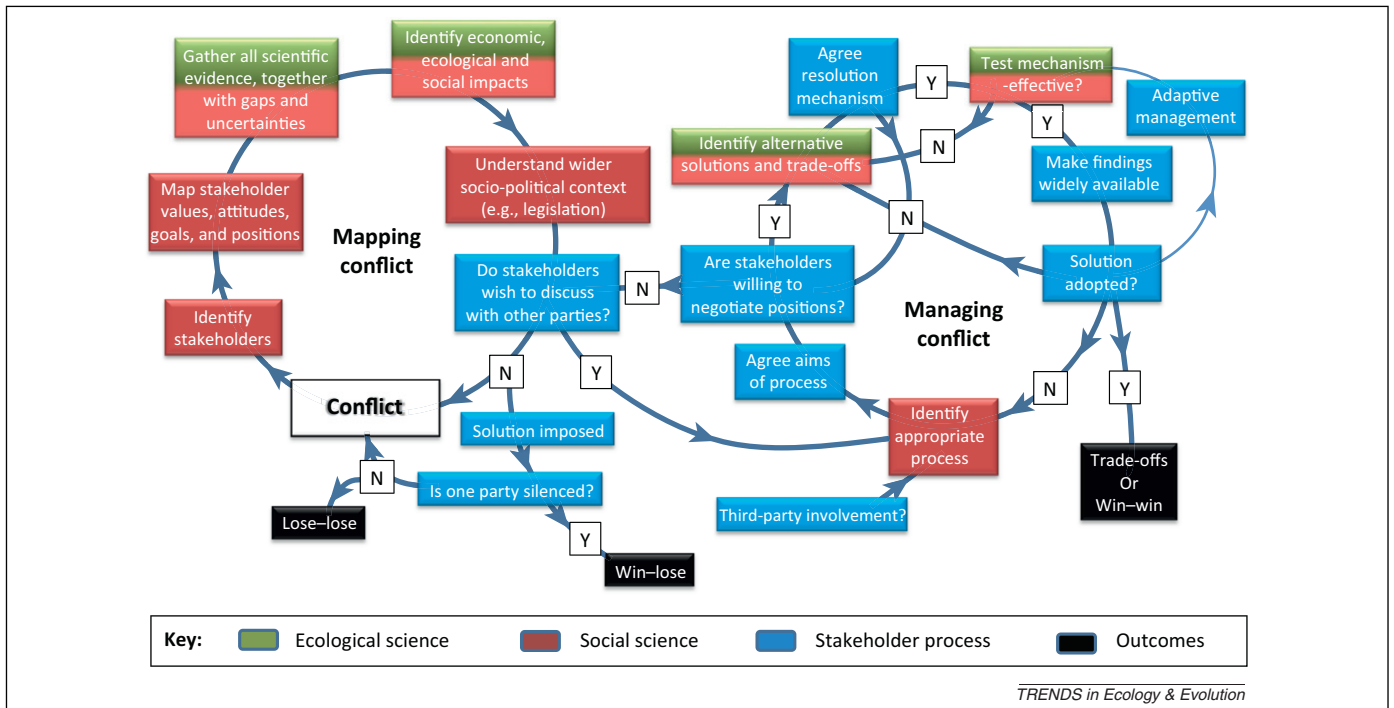 Gather all scientific
evidence, together
with gaps and
uncertainties
Identify economic,
ecological and
social impacts
Understand wider
socio-political context
(e.g., legislation)
Map stakeholder
values, attitudes,
goals, and positions
Mapping
conflict
Identify
stakeholders
Do stakeholders
wish to discuss
with other parties?
N
Y
Conflict
Solution imposed
Is one party silenced?
N
Lose–lose
Y
Win–lose
Agree
resolution
mechanism
Y
Test mechanism
-effective?
Adaptive
management
Identify alternative
solutions and trade-offs
N
Y
Make findings
widely available
Y
N
N
Are stakeholders
willing to
negotiate positions?
Solution
adopted?
Managing
conflict
Agree aims
of process
N
Y
Identify
appropriate
process
Third-party involvement?
Trade-offs
Or
Win–win
Key: Ecological science Social science Stakeholder process Outcomes
TRENDS in Ecology & Evolution